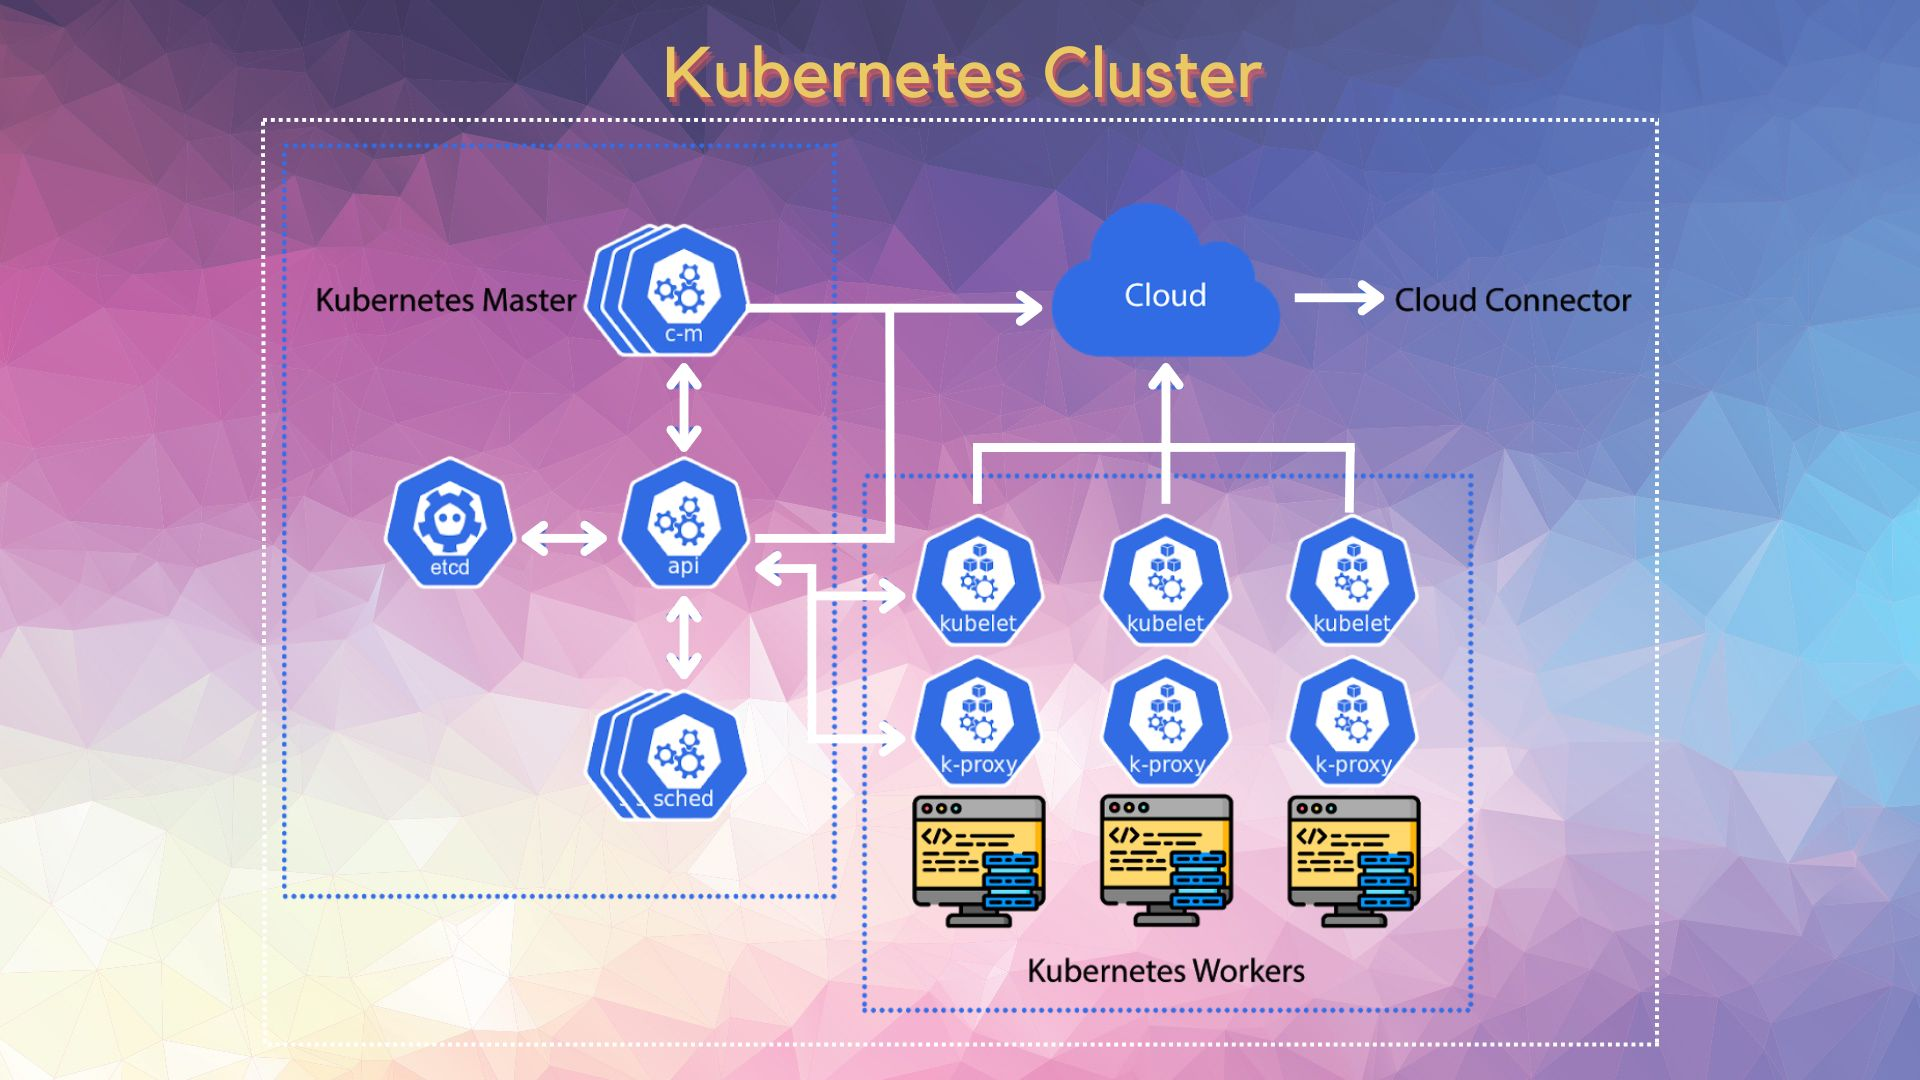 Kubernetes Cluster
Kubernetes Master
c-m
Cloud
Cloud Connector
etcd
api
sched
kubelet
kubelet
kubelet
k-proxy
k-proxy
k-proxy
</>
</>
</>
Kubernetes Workers